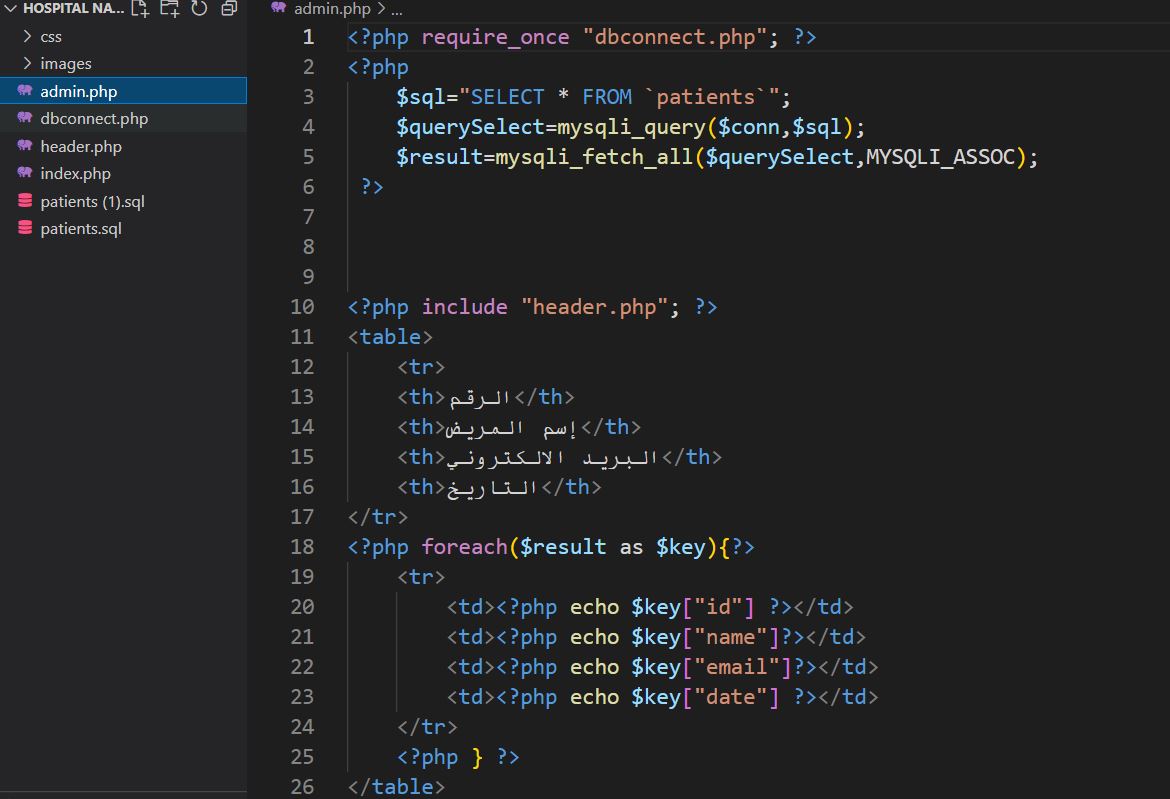 HOSPITAL NA...
css
images
admin.php
dbconnect.php
header.php
index.php
patients (1).sql
patients.sql
admin.php > ...
1 <?php require_once "dbconnect.php"; ?>
2 <?php
3 $sql="SELECT * FROM `patients`";
4 $querySelect=mysqli_query($conn,$sql);
5 $result=mysqli_fetch_all($querySelect,MYSQLI_ASSOC);
6 ?>
7
8
9
10 <?php include "header.php"; ?>
11 <table>
12 <tr>
13 <th>الرقم</th>
14 <th>إسم المريض</th>
15 <th>البريد الالكتروني</th>
16 <th>التاريخ</th>
17 </tr>
18 <?php foreach($result as $key){?>
19 <tr>
20 <td><?php echo $key["id"] ?></td>
21 <td><?php echo $key["name"]?></td>
22 <td><?php echo $key["email"]?></td>
23 <td><?php echo $key["date"] ?></td>
24 </tr>
25 <?php } ?>
26 </table>